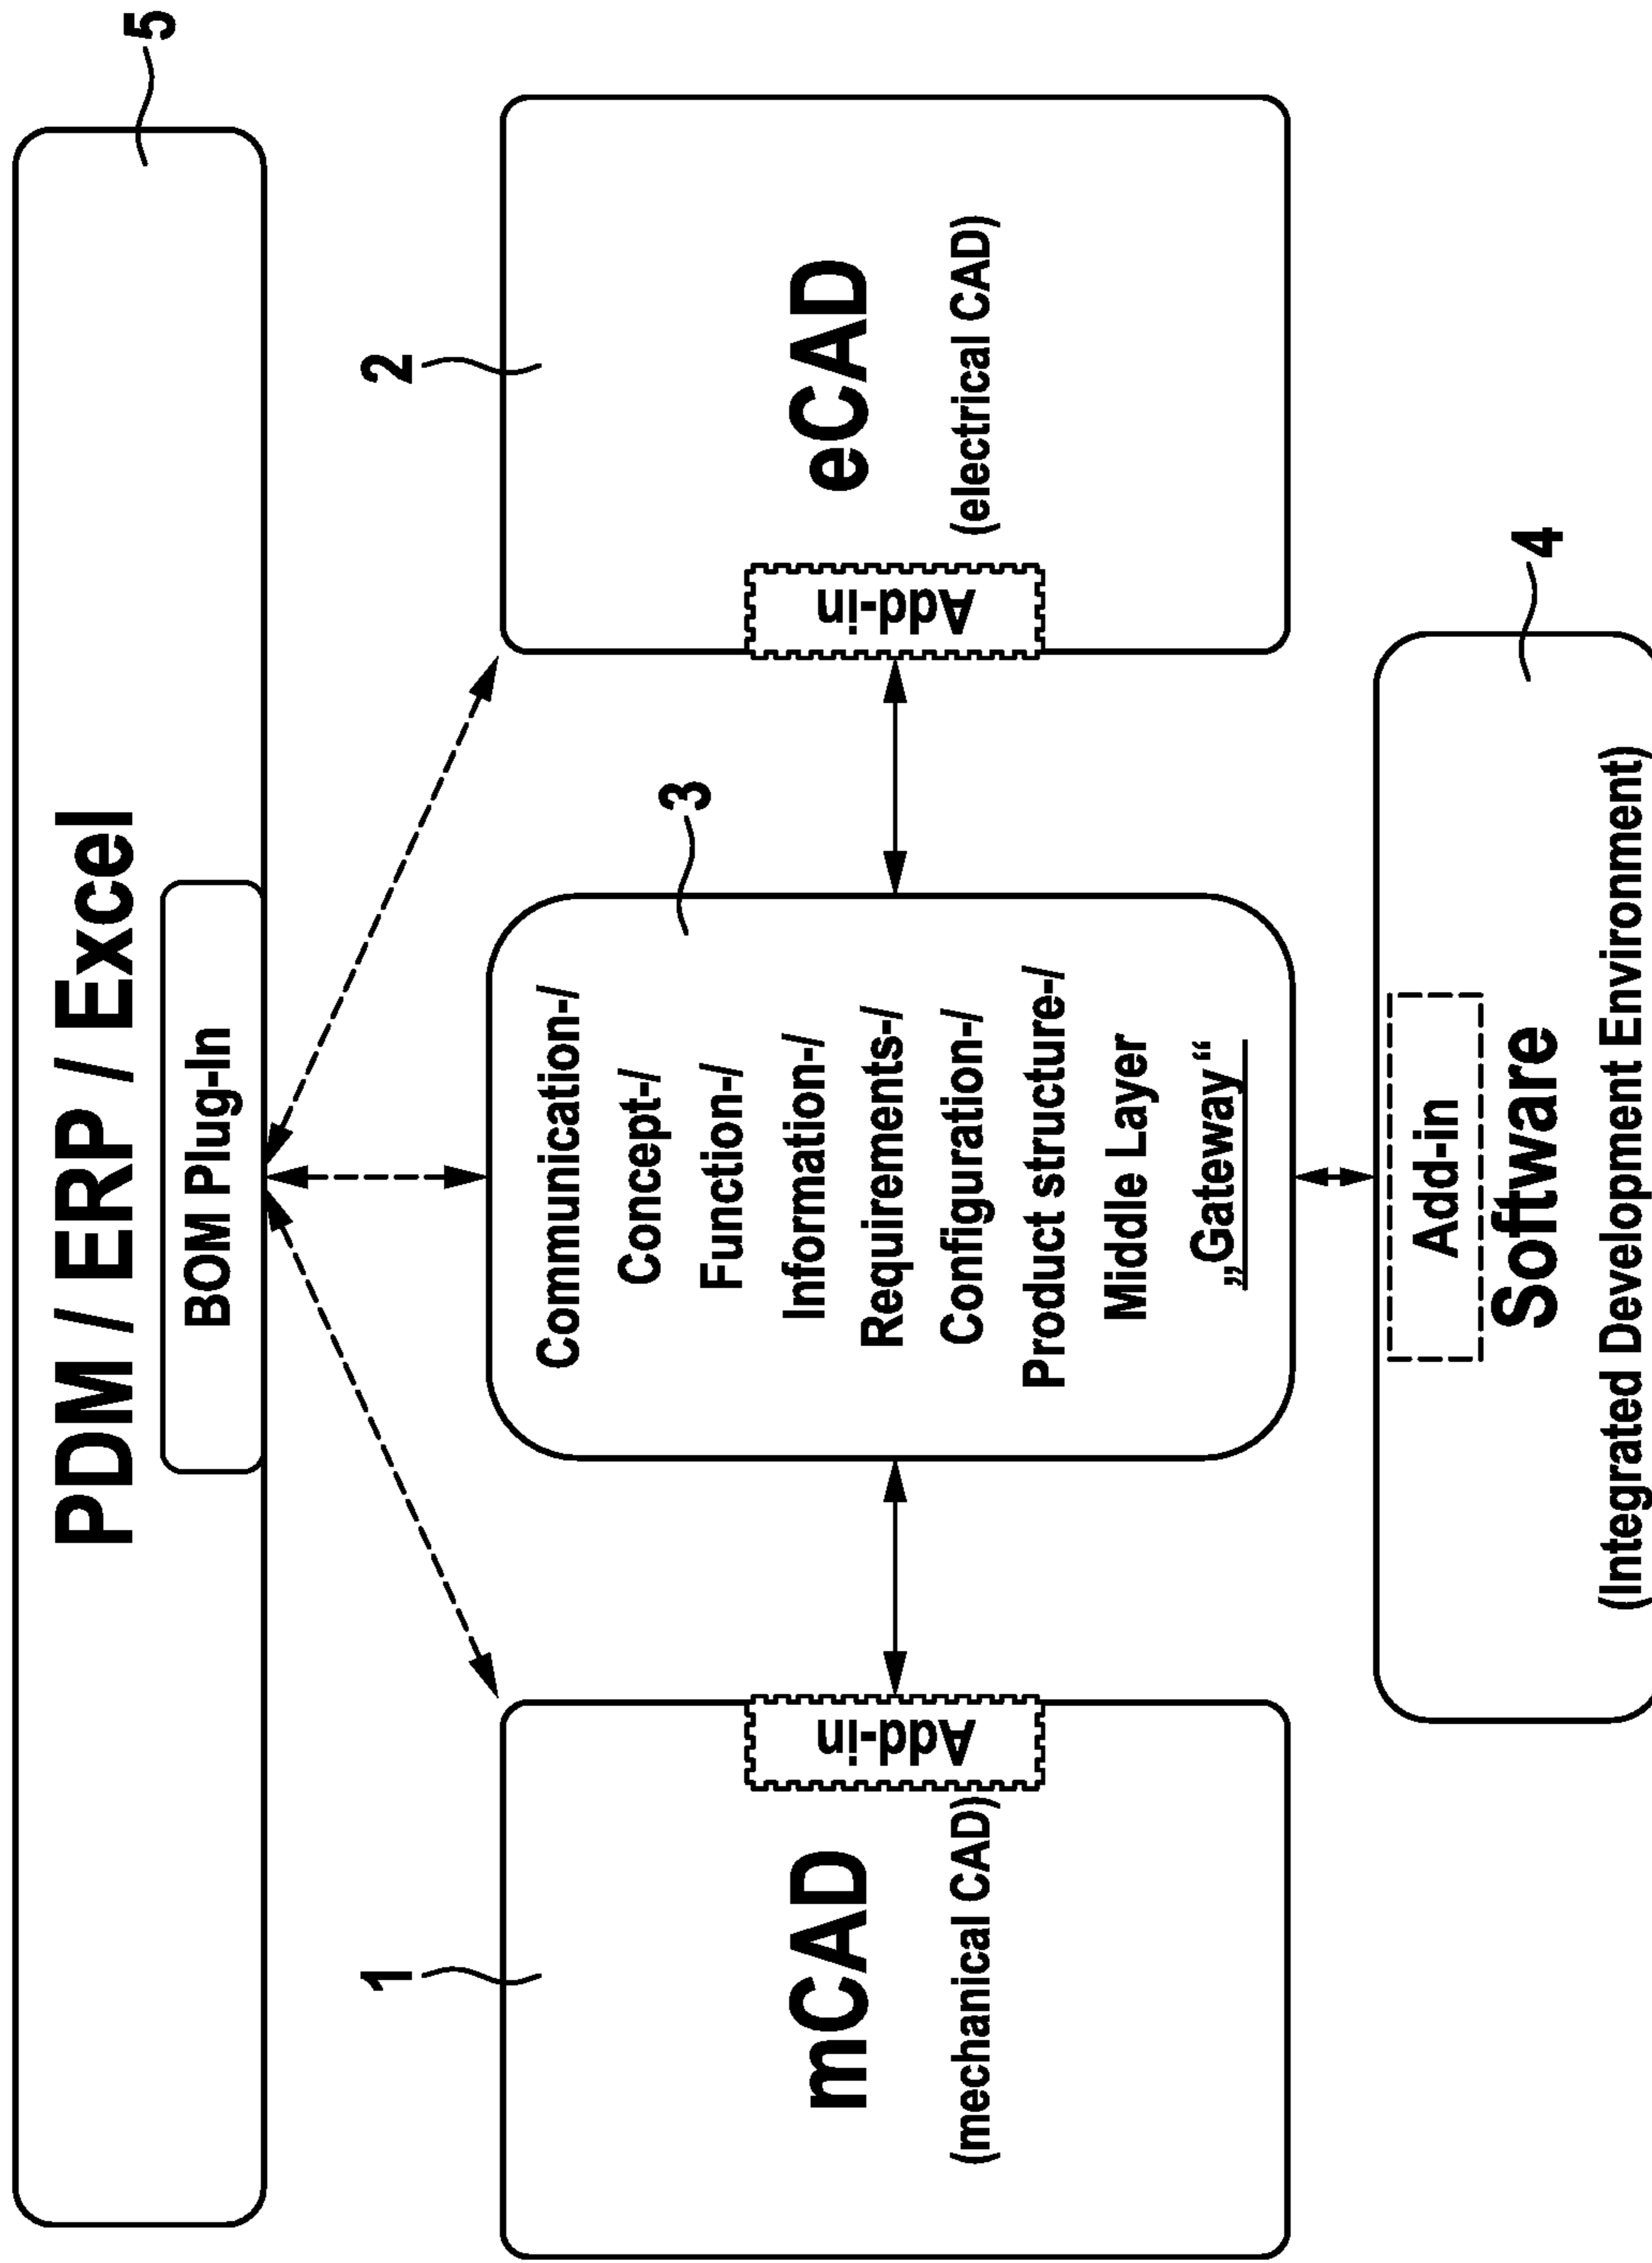 5
PDM / ERP / Excel
BOM Plug-In
1
2
mCAD
(mechanical CAD)
Add-in
3
Communication-/
Concept-/
Function-/
Information-/
Requirements-/
Configuration-/
Product structure-/
Middle Layer
„Gateway“
Add-in
eCAD
(electrical CAD)
4
Add-in
Software
(Integrated Development Environment)